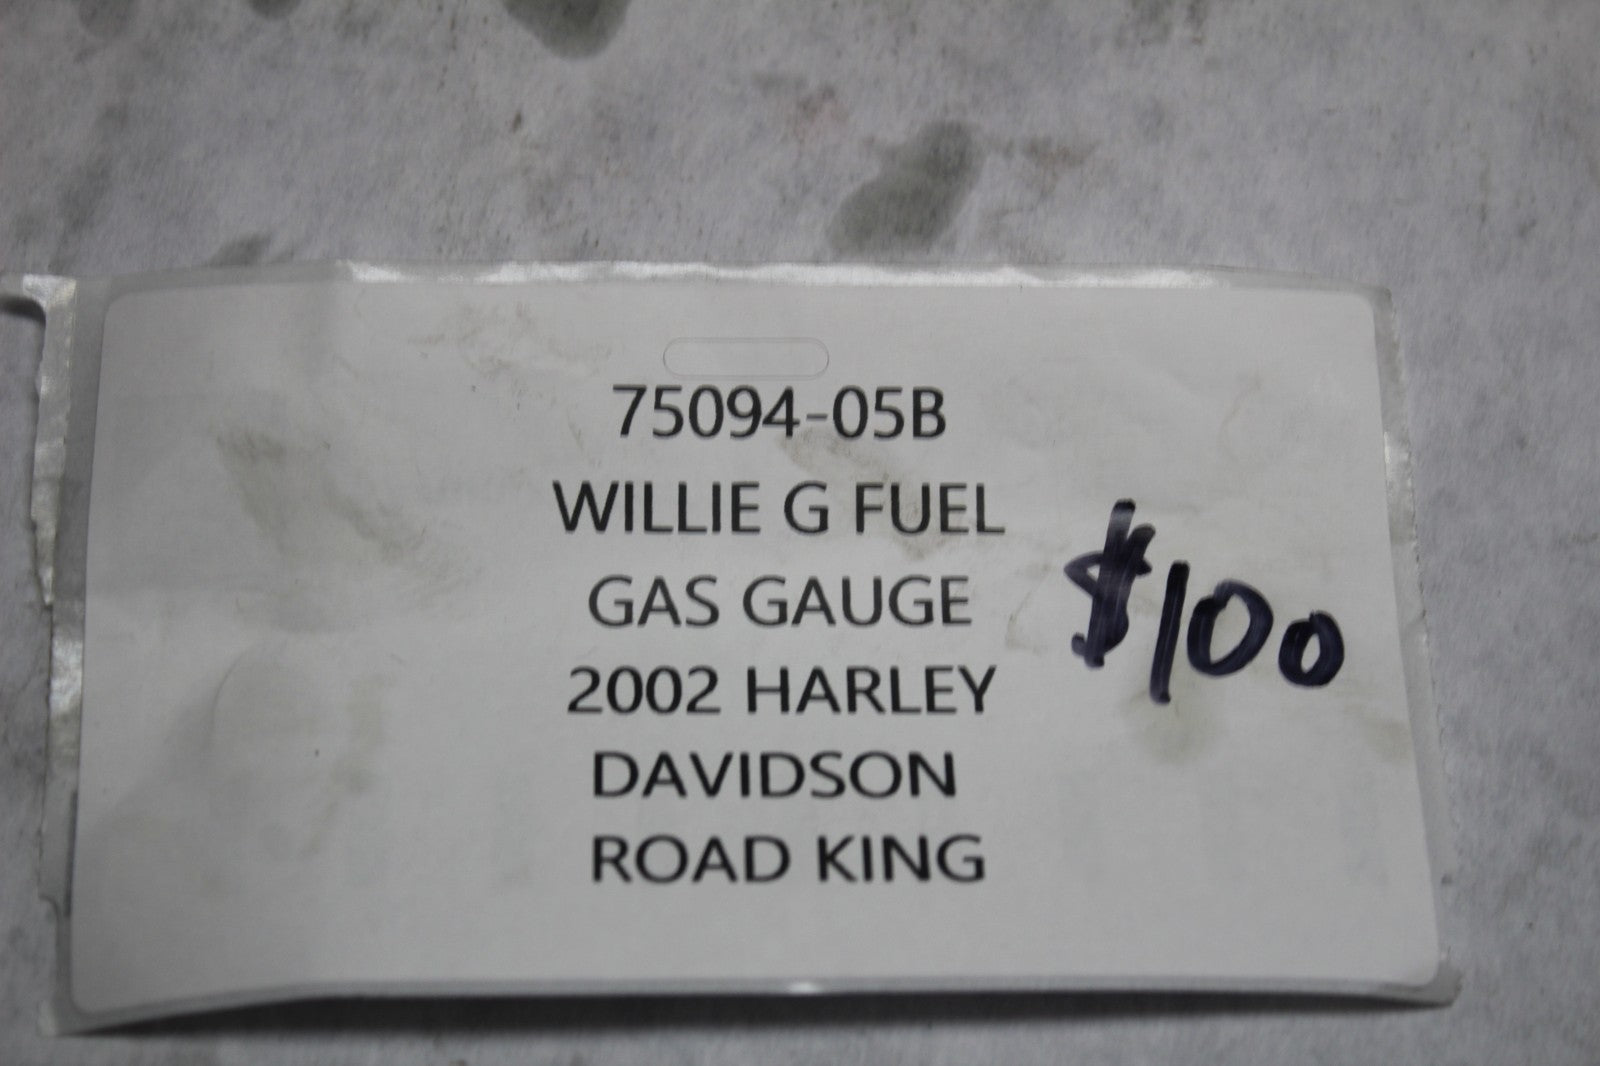 75094-05B
WILLIE G FUEL
GAS GAUGE
2002 HARLEY
DAVIDSON
ROAD KING
$100